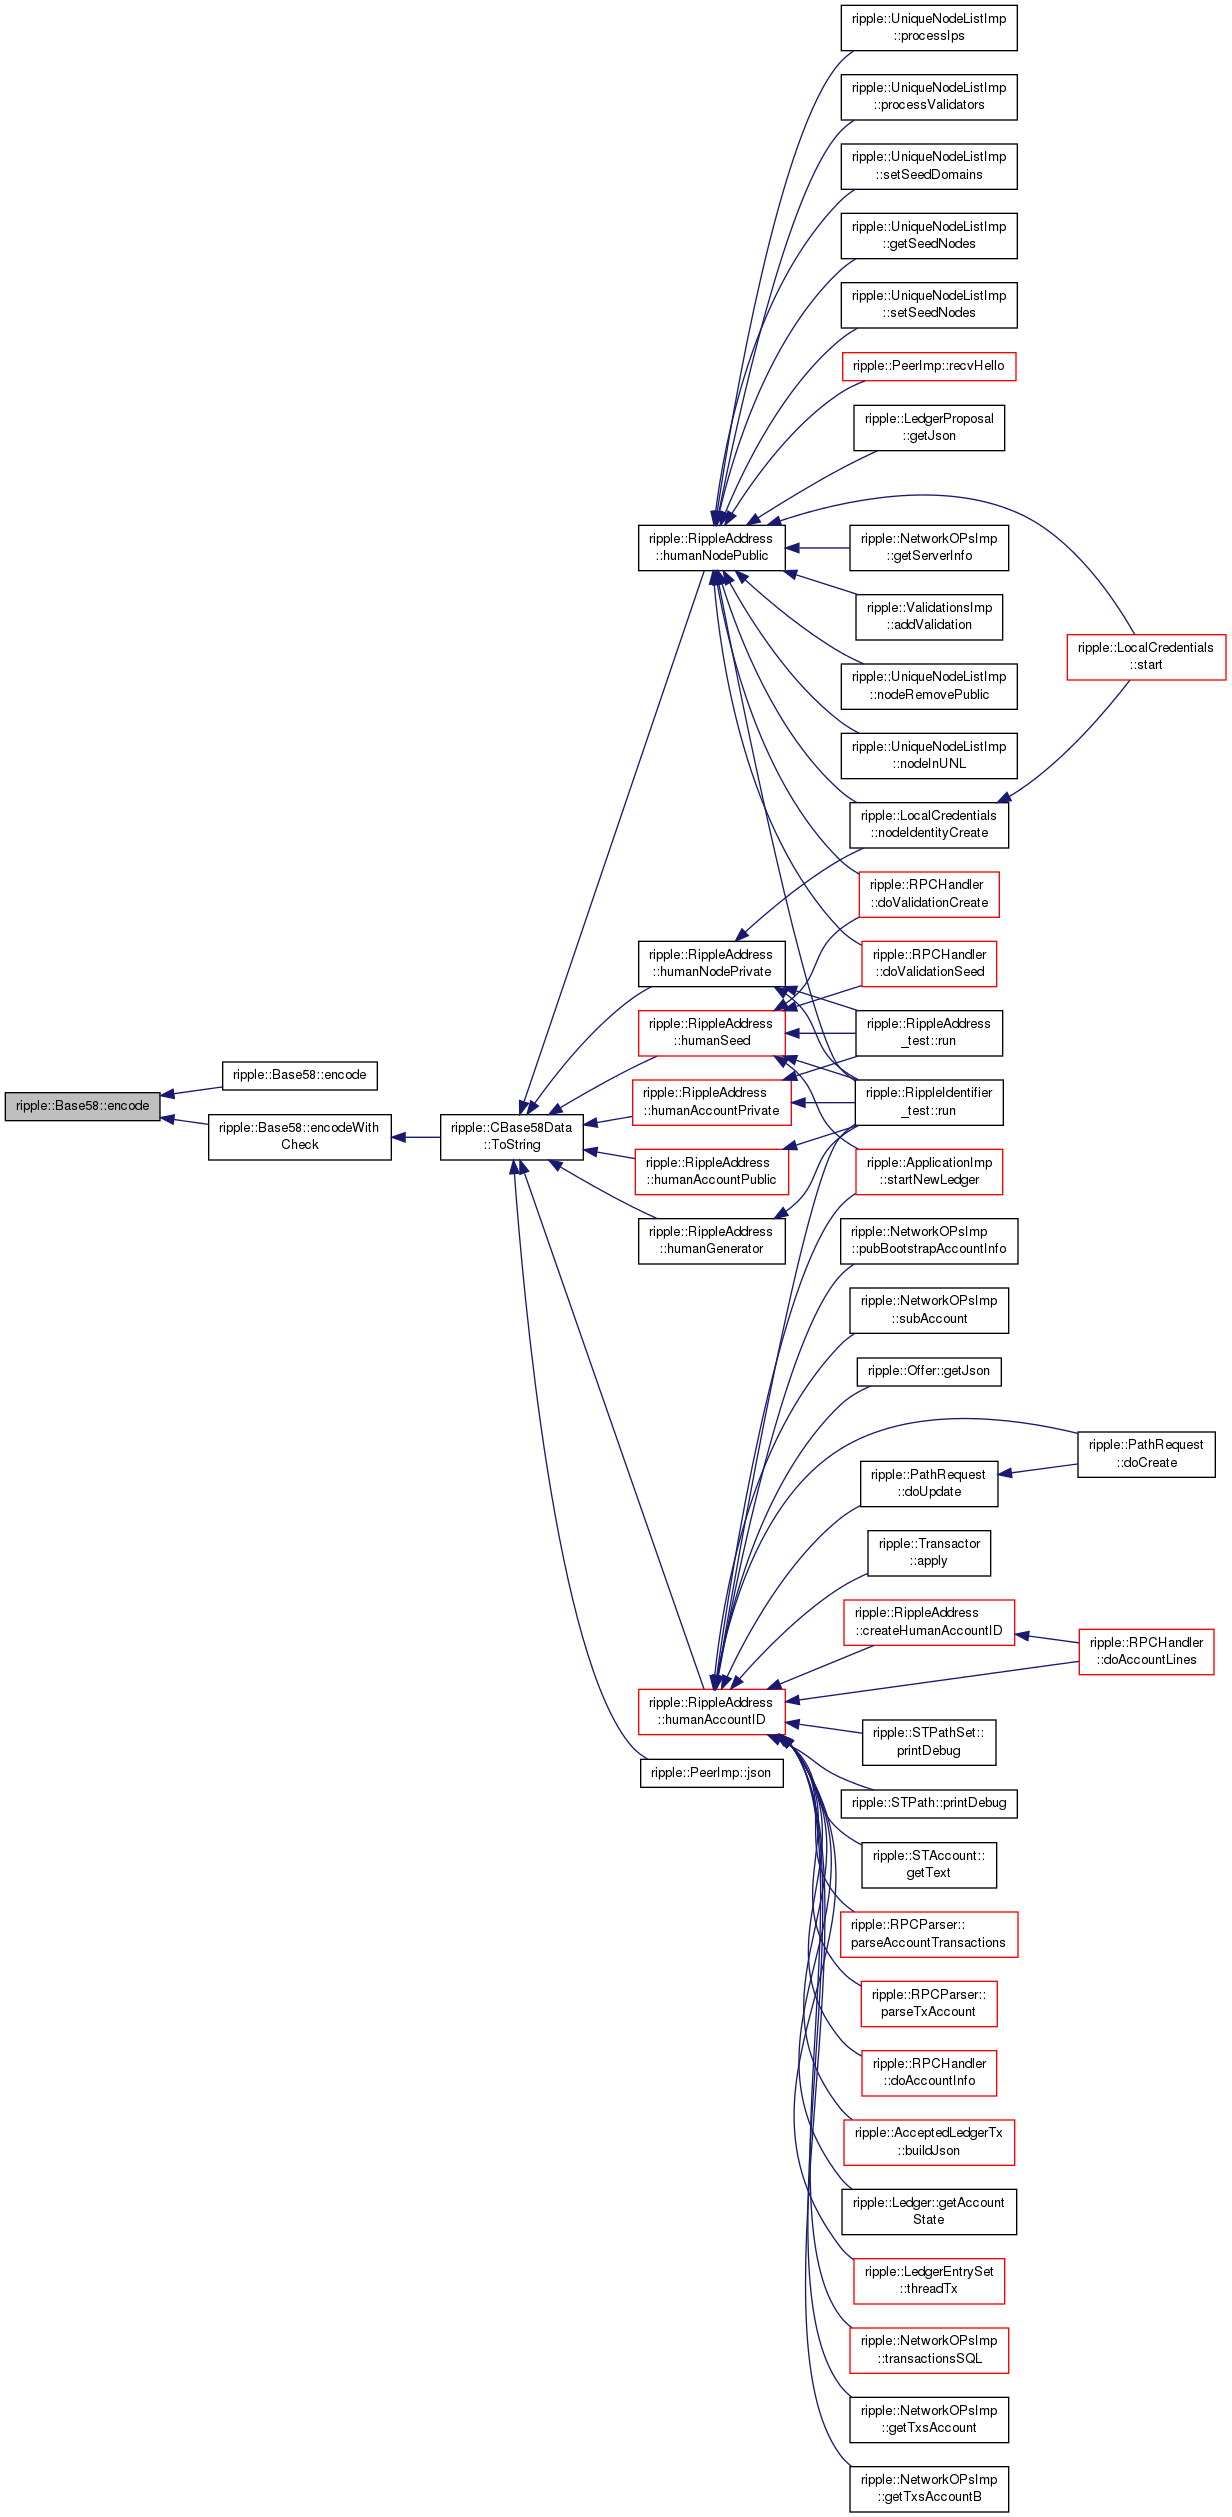 ripple::UniqueNodeListImp
::processIps
ripple::UniqueNodeListImp
::processValidators
ripple::UniqueNodeListImp
::setSeedDomains
ripple::UniqueNodeListImp
::getSeedNodes
ripple::UniqueNodeListImp
::setSeedNodes
ripple::PeerImp::recvHello
ripple::LedgerProposal
::getJson
ripple::RippleAddress
::humanNodePublic
ripple::NetworkOPsImp
::getServerInfo
ripple::ValidationsImp
::addValidation
ripple::LocalCredentials
::start
ripple::UniqueNodeListImp
::nodeRemovePublic
ripple::UniqueNodeListImp
::nodeInUNL
ripple::LocalCredentials
::nodeIdentityCreate
ripple::RPCHandler
::doValidationCreate
ripple::RippleAddress
::humanNodePrivate
ripple::RPCHandler
::doValidationSeed
ripple::RippleAddress
::humanSeed
ripple::RippleAddress
_test::run
ripple::Base58::encode
ripple::Base58::encode
ripple::RippleAddress
::humanAccountPrivate
ripple::RippleIdentifier
_test::run
ripple::Base58::encodeWith
Check
ripple::CBase58Data
::ToString
ripple::RippleAddress
::humanAccountPublic
ripple::ApplicationImp
::startNewLedger
ripple::RippleAddress
::humanGenerator
ripple::NetworkOPsImp
::pubBootstrapAccountInfo
ripple::NetworkOPsImp
::subAccount
ripple::Offer::getJson
ripple::PathRequest
::doCreate
ripple::PathRequest
::doUpdate
ripple::Transactor
::apply
ripple::RippleAddress
::createHumanAccountID
ripple::RPCHandler
::doAccountLines
ripple::RippleAddress
::humanAccountID
ripple::STPathSet::
printDebug
ripple::PeerImp::json
ripple::STPath::printDebug
ripple::STAccount::
getText
ripple::RPCParser::
parseAccountTransactions
ripple::RPCParser::
parseTxAccount
ripple::RPCHandler
::doAccountInfo
ripple::AcceptedLedgerTx
::buildJson
ripple::Ledger::getAccount
State
ripple::LedgerEntrySet
::threadTx
ripple::NetworkOPsImp
::transactionsSQL
ripple::NetworkOPsImp
::getTxsAccount
ripple::NetworkOPsImp
::getTxsAccountB